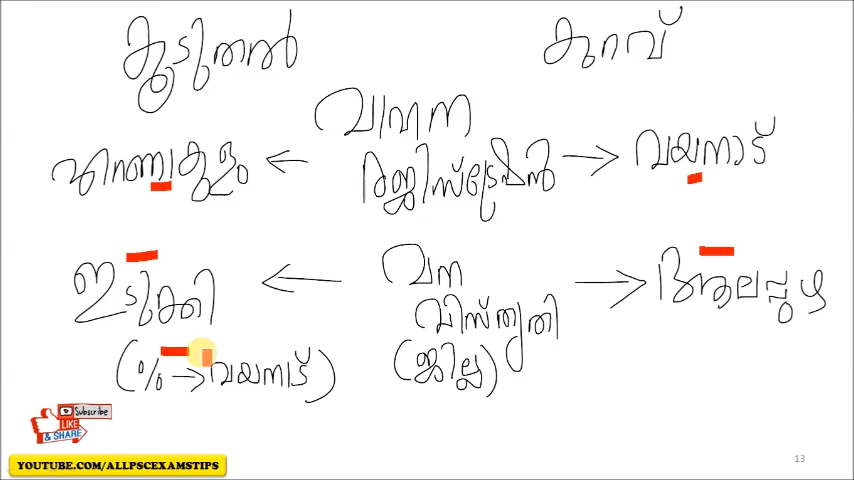 കൂടുതൽ കുറവ്
വാഹന
എറണാകുളം ← രജിസ്ട്രേഷൻ → വയനാട്
ഇടുക്കി ← വന → ആലപ്പുഴ
വിസ്തൃതി
(% → വയനാട്) (ജില്ല)
Subscribe
LIKE
& SHARE
YOUTUBE.COM/ALLPSCEXAMSTIPS
13